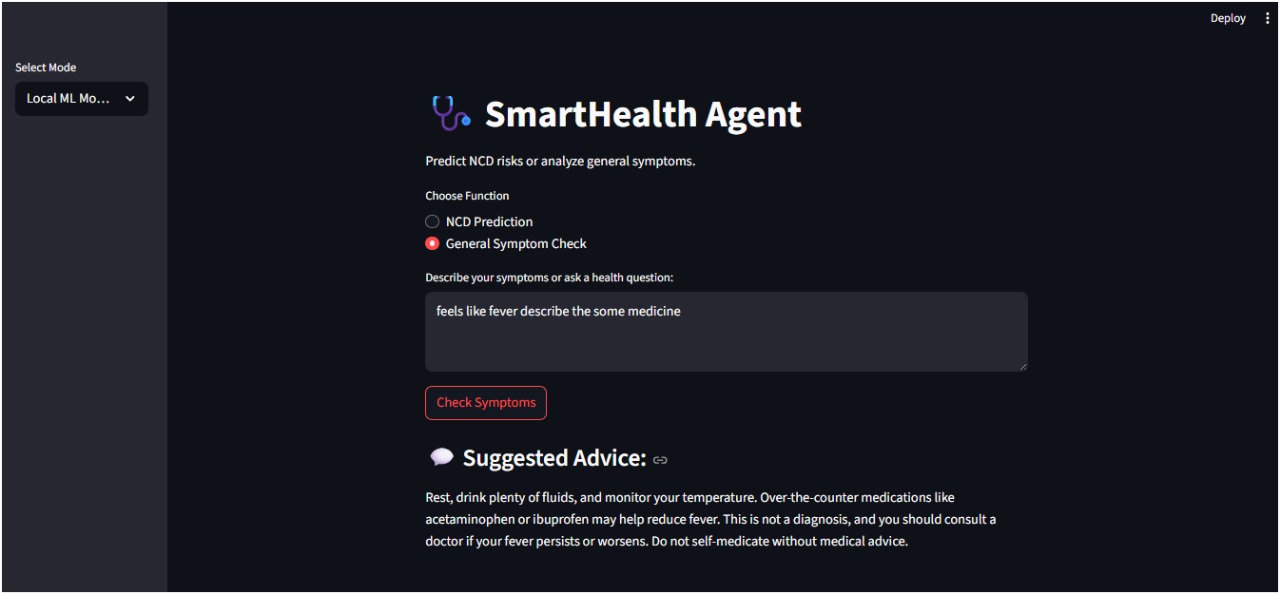 Deploy
Select Mode
Local ML Mo...
SmartHealth Agent
Predict NCD risks or analyze general symptoms.
Choose Function
NCD Prediction
General Symptom Check
Describe your symptoms or ask a health question:
feels like fever describe the some medicine
Check Symptoms
Suggested Advice:
Rest, drink plenty of fluids, and monitor your temperature. Over-the-counter medications like
acetaminophen or ibuprofen may help reduce fever. This is not a diagnosis, and you should consult a
doctor if your fever persists or worsens. Do not self-medicate without medical advice.